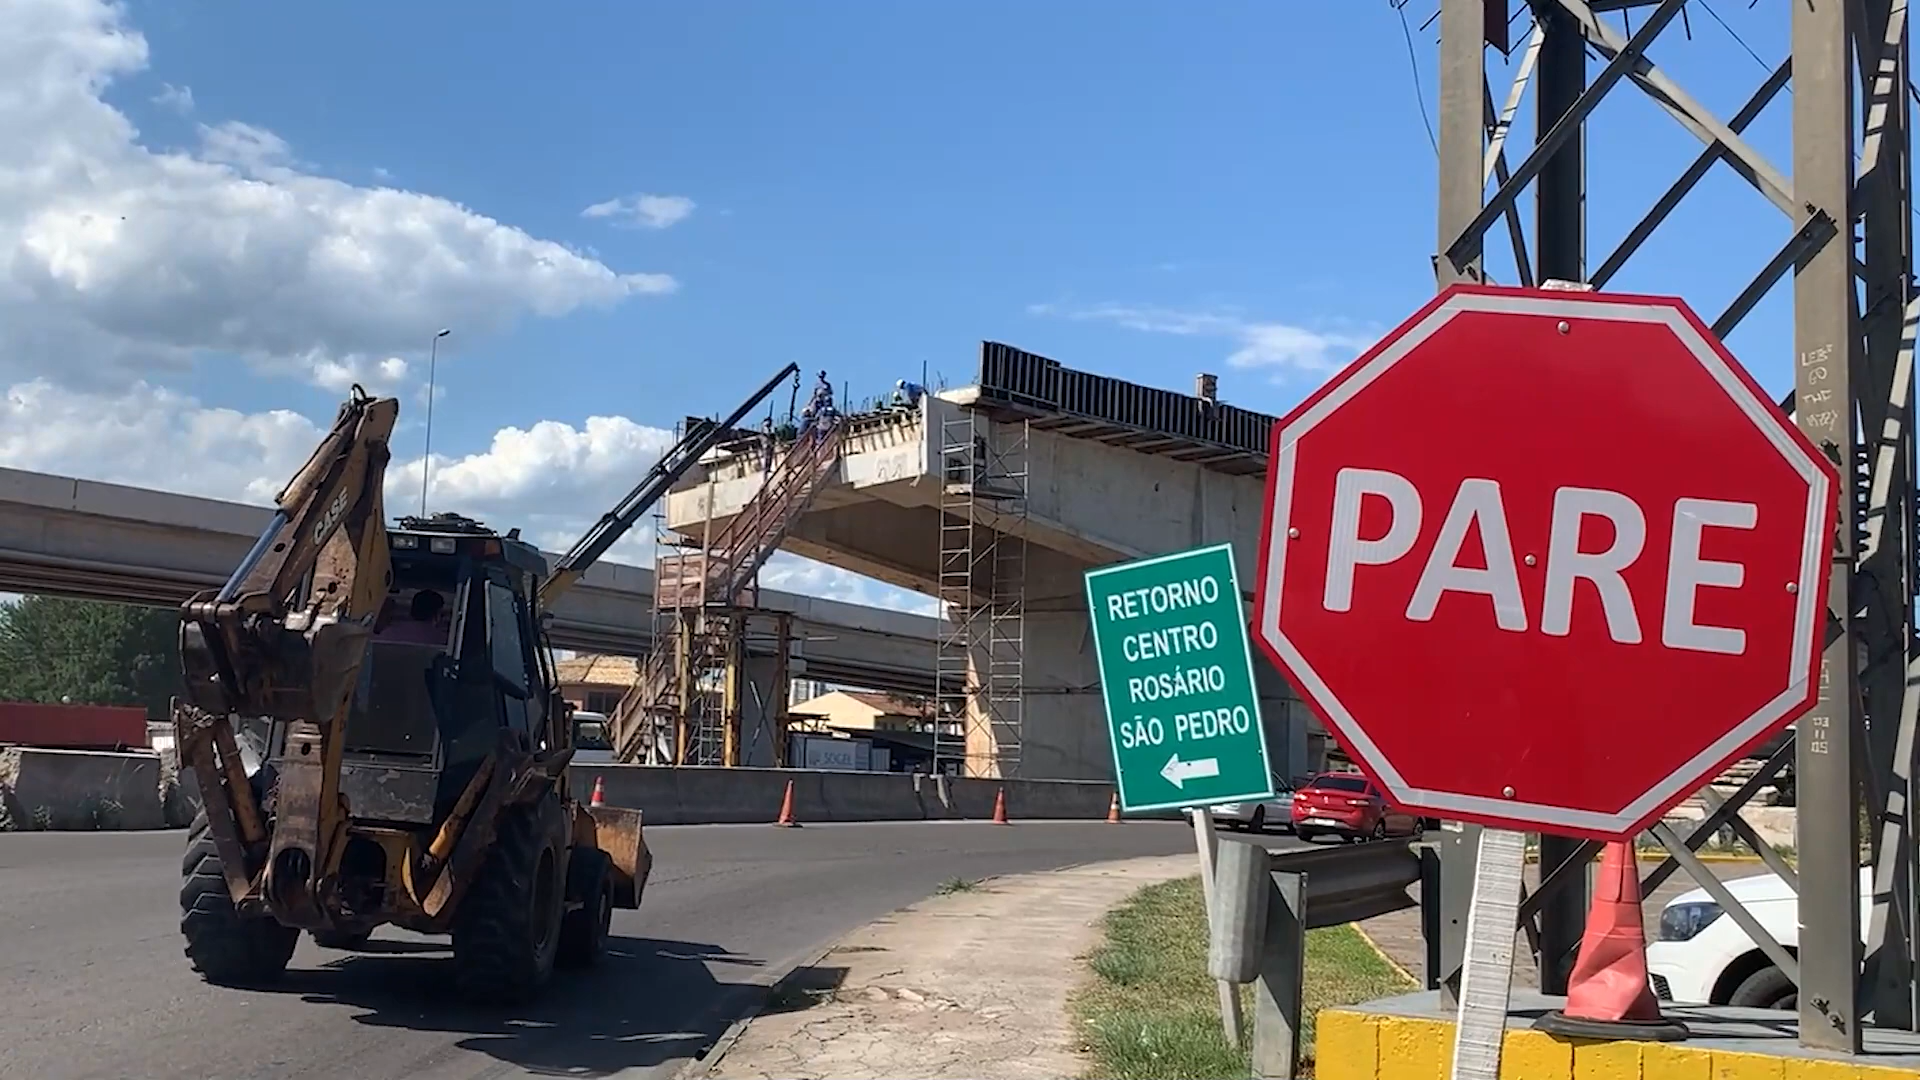 CASE
RETORNO
CENTRO
ROSÁRIO
SÃO PEDRO
PARE